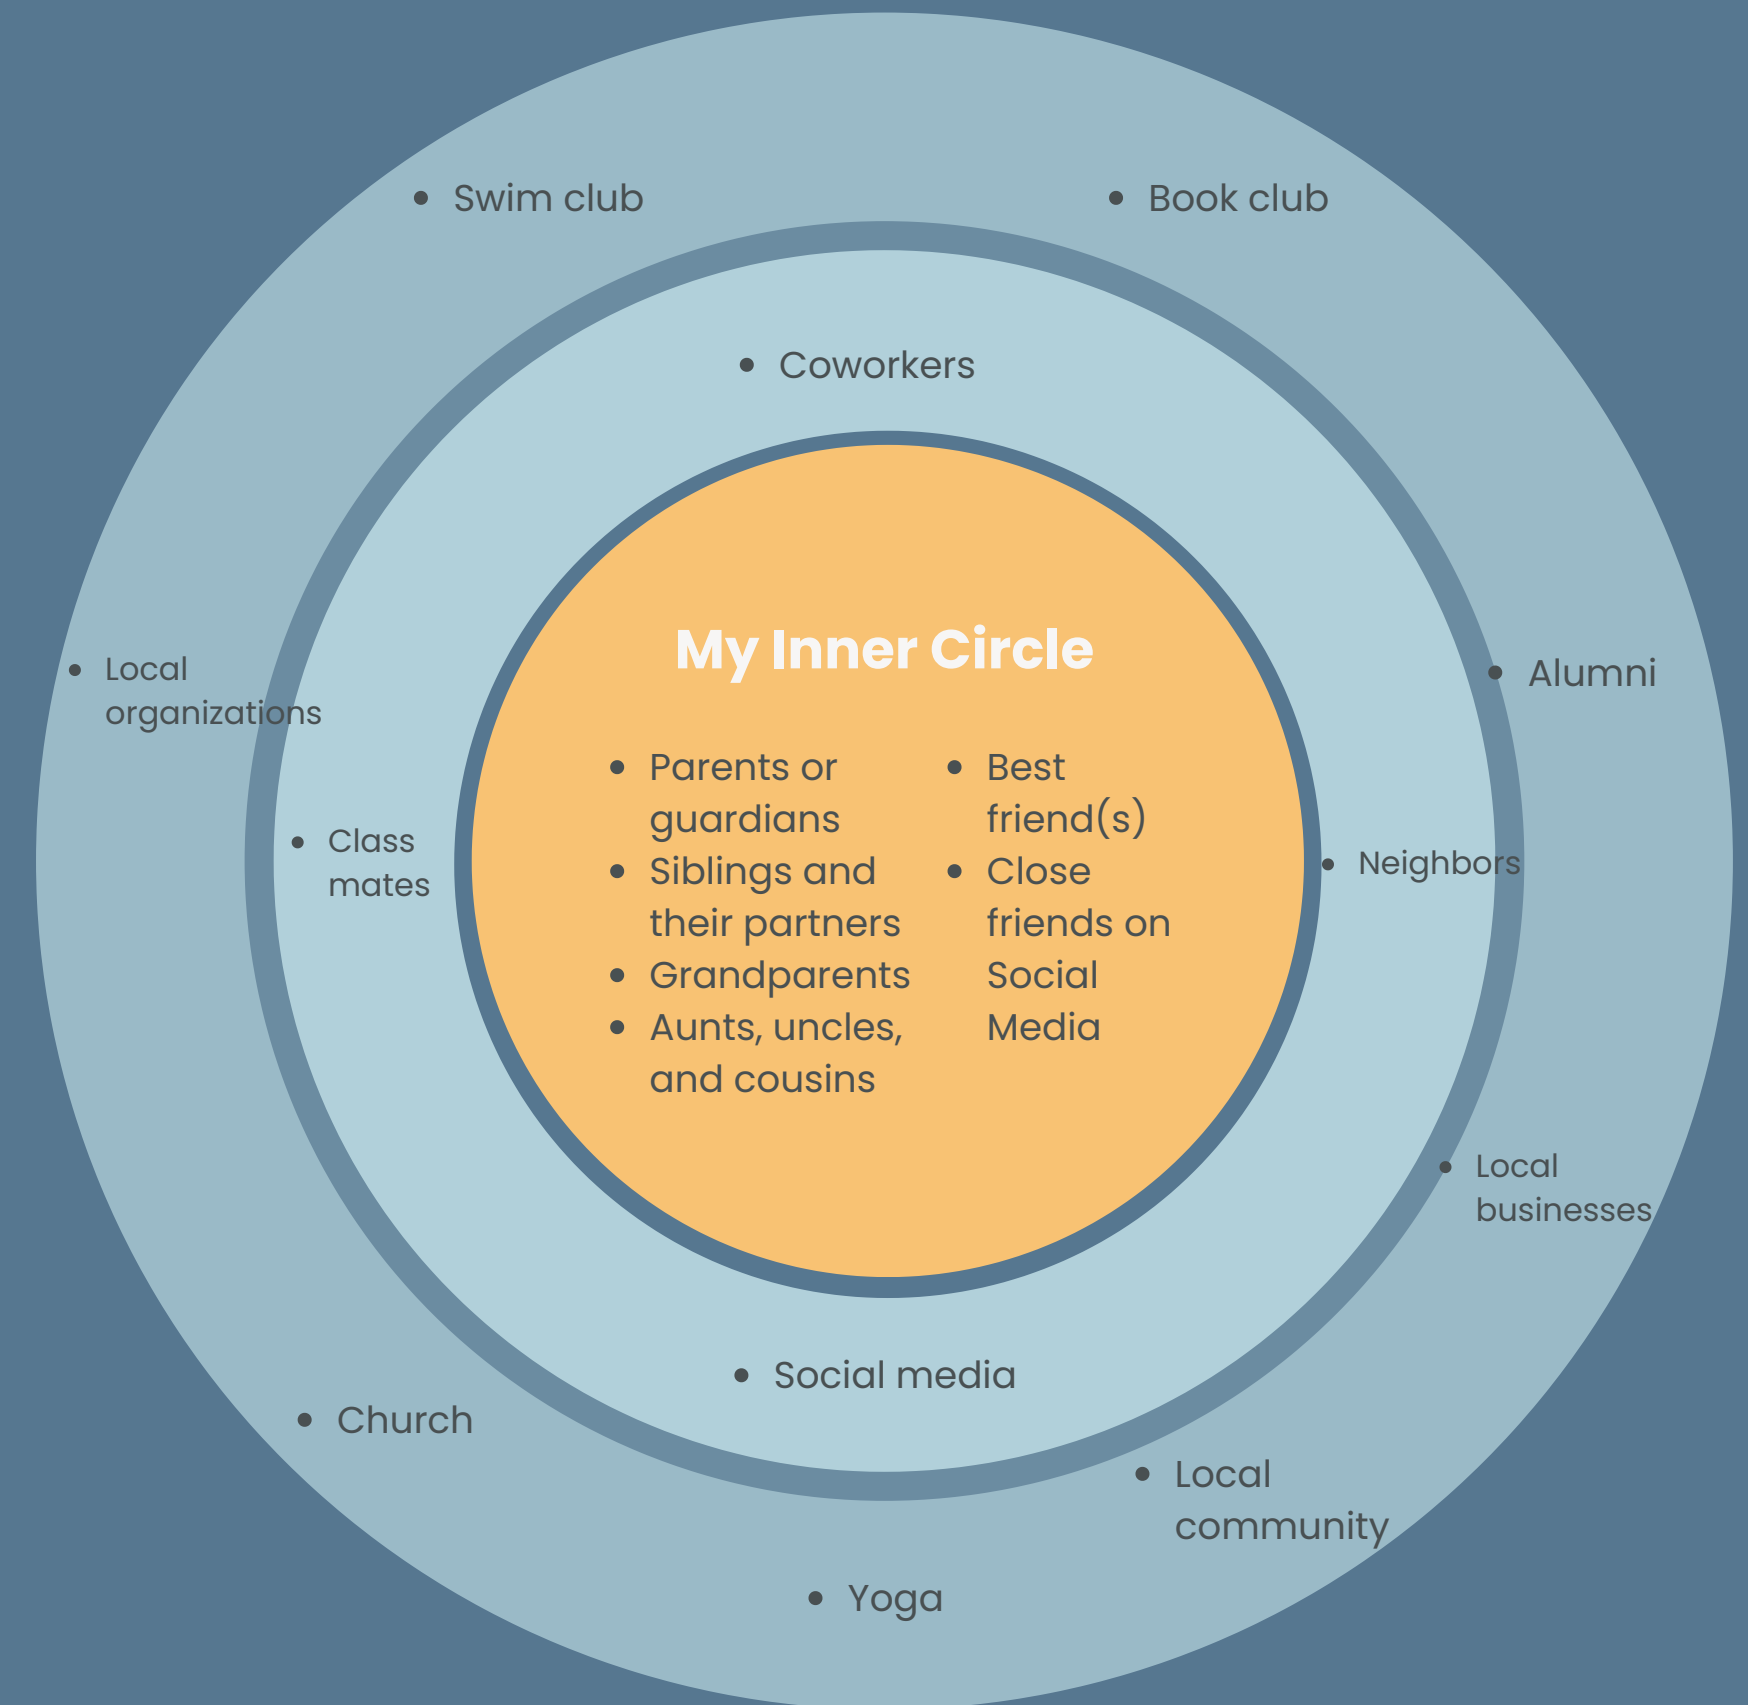 • Swim club
• Book club
• Coworkers
My Inner Circle
• Local
organizations
• Alumni
• Parents or
guardians
• Siblings and
their partners
• Grandparents
• Aunts, uncles,
and cousins
• Best
friend(s)
• Close
friends on
Social
Media
• Class
mates
• Neighbors
• Local
businesses
• Social media
• Church
• Local
community
• Yoga